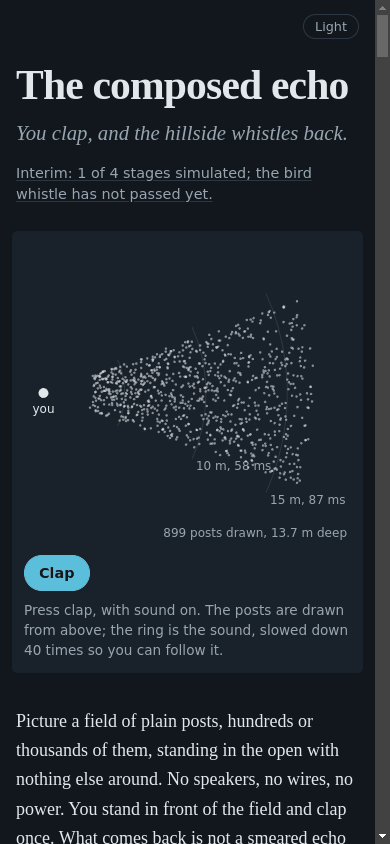 Light
The composed echo
You clap, and the hillside whistles back.
Interim: 1 of 4 stages simulated; the bird
whistle has not passed yet.
you
10 m, 58 ms
15 m, 87 ms
899 posts drawn, 13.7 m deep
Clap
Press clap, with sound on. The posts are drawn
from above; the ring is the sound, slowed down
40 times so you can follow it.
Picture a field of plain posts, hundreds or
thousands of them, standing in the open with
nothing else around. No speakers, no wires, no
power. You stand in front of the field and clap
once. What comes back is not a smeared echo